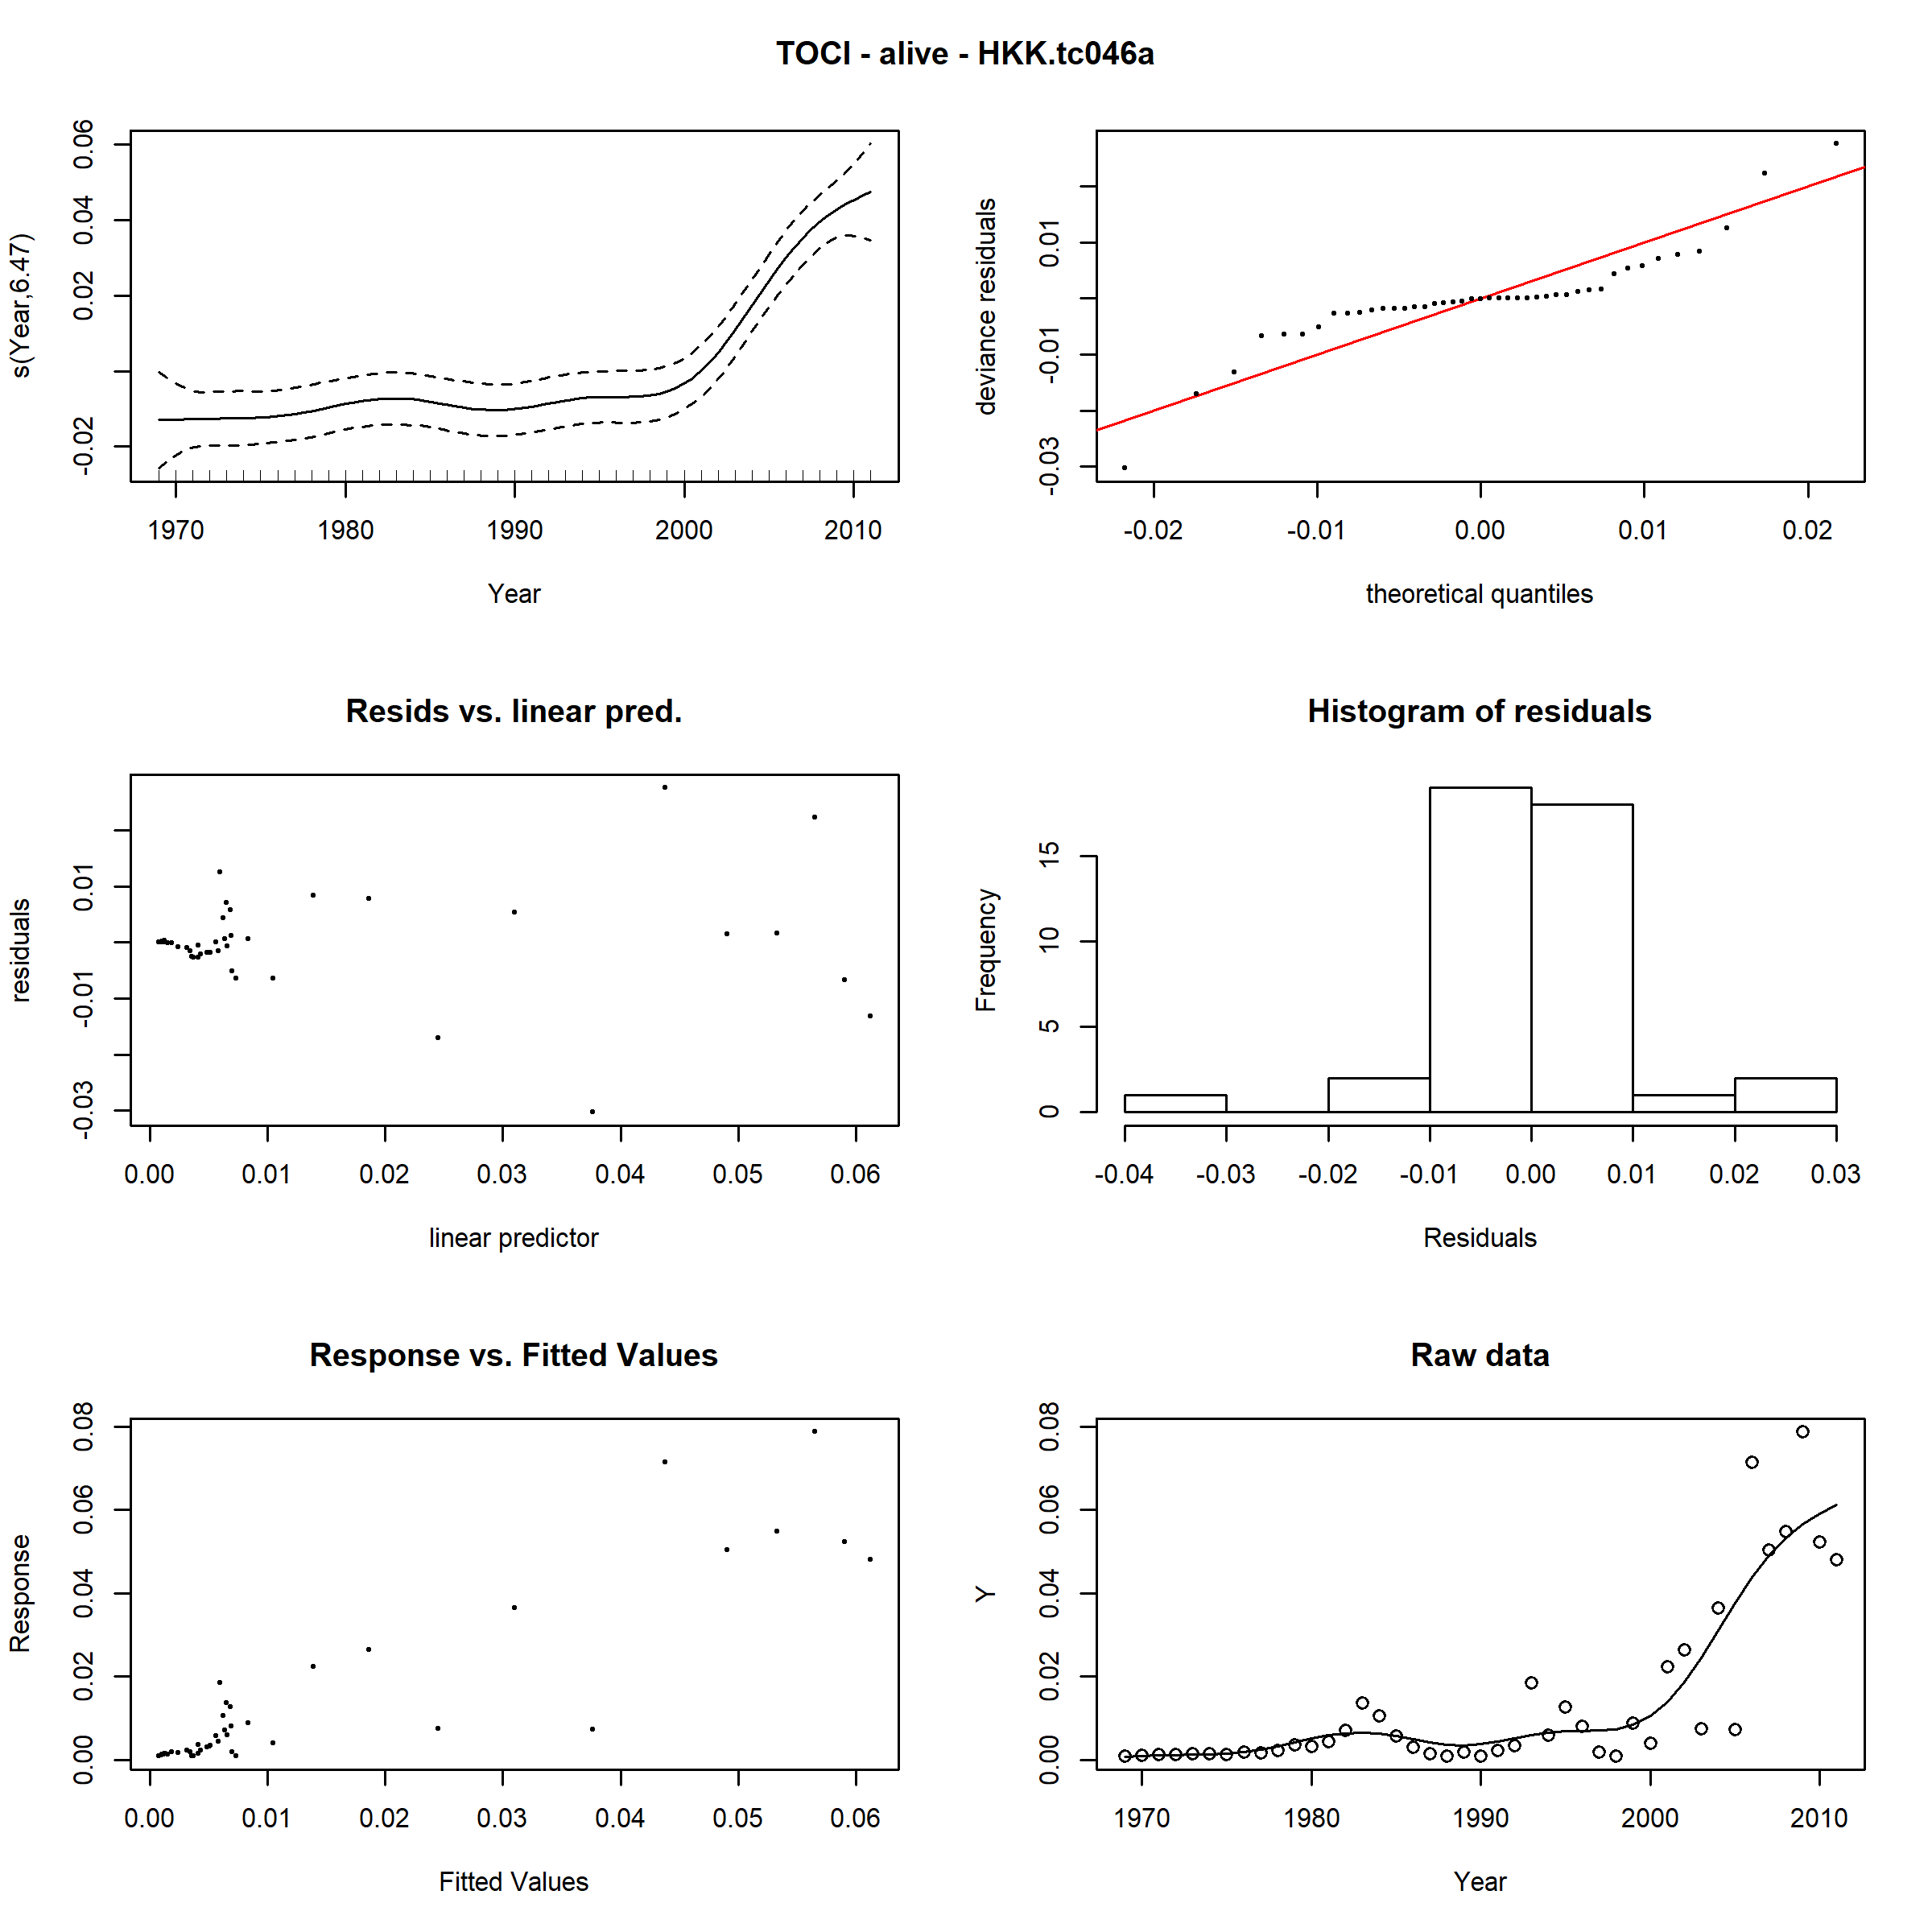 TOCI - alive - HKK.tc046a
s(Year,6.47)
-0.02 0.02 0.04 0.06
1970 1980 1990 2000 2010
Year
deviance residuals
-0.03 -0.01 0.01
-0.02 -0.01 0.00 0.01 0.02
theoretical quantiles
Resids vs. linear pred.
residuals
-0.03 -0.01 0.01
0.00 0.01 0.02 0.03 0.04 0.05 0.06
linear predictor
Histogram of residuals
Frequency
0 5 10 15
-0.04 -0.03 -0.02 -0.01 0.00 0.01 0.02 0.03
Residuals
Response vs. Fitted Values
Response
0.00 0.02 0.04 0.06 0.08
0.00 0.01 0.02 0.03 0.04 0.05 0.06
Fitted Values
Raw data
Y
0.00 0.02 0.04 0.06 0.08
1970 1980 1990 2000 2010
Year